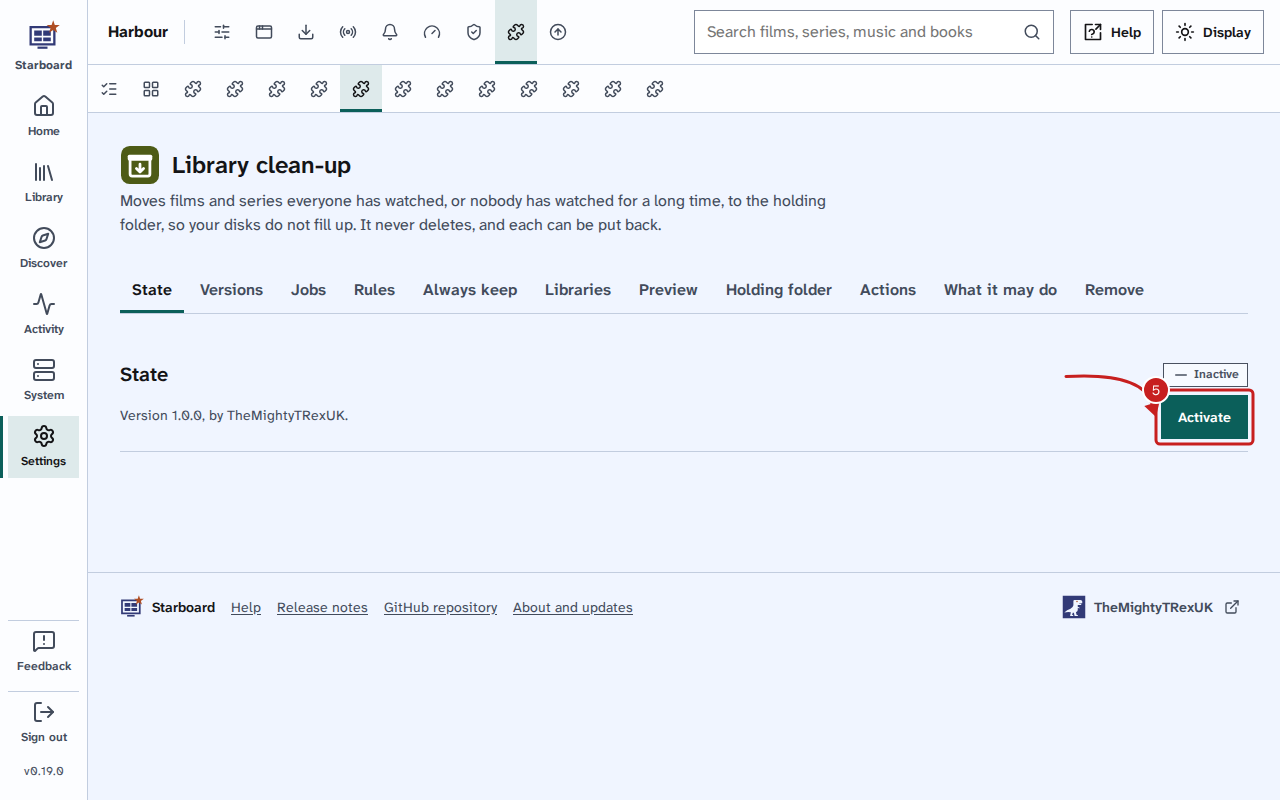 Starboard
Home
Library
Discover
Activity
System
Settings
Feedback
Sign out
v0.19.0
Harbour
Search films, series, music and books
Help
Display
Library clean-up
Moves films and series everyone has watched, or nobody has watched for a long time, to the holding
folder, so your disks do not fill up. It never deletes, and each can be put back.
State Versions Jobs Rules Always keep Libraries Preview Holding folder Actions What it may do Remove
State
Inactive
5
Version 1.0.0, by TheMightyTRexUK.
Activate
Starboard Help Release notes GitHub repository About and updates
TheMightyTRexUK